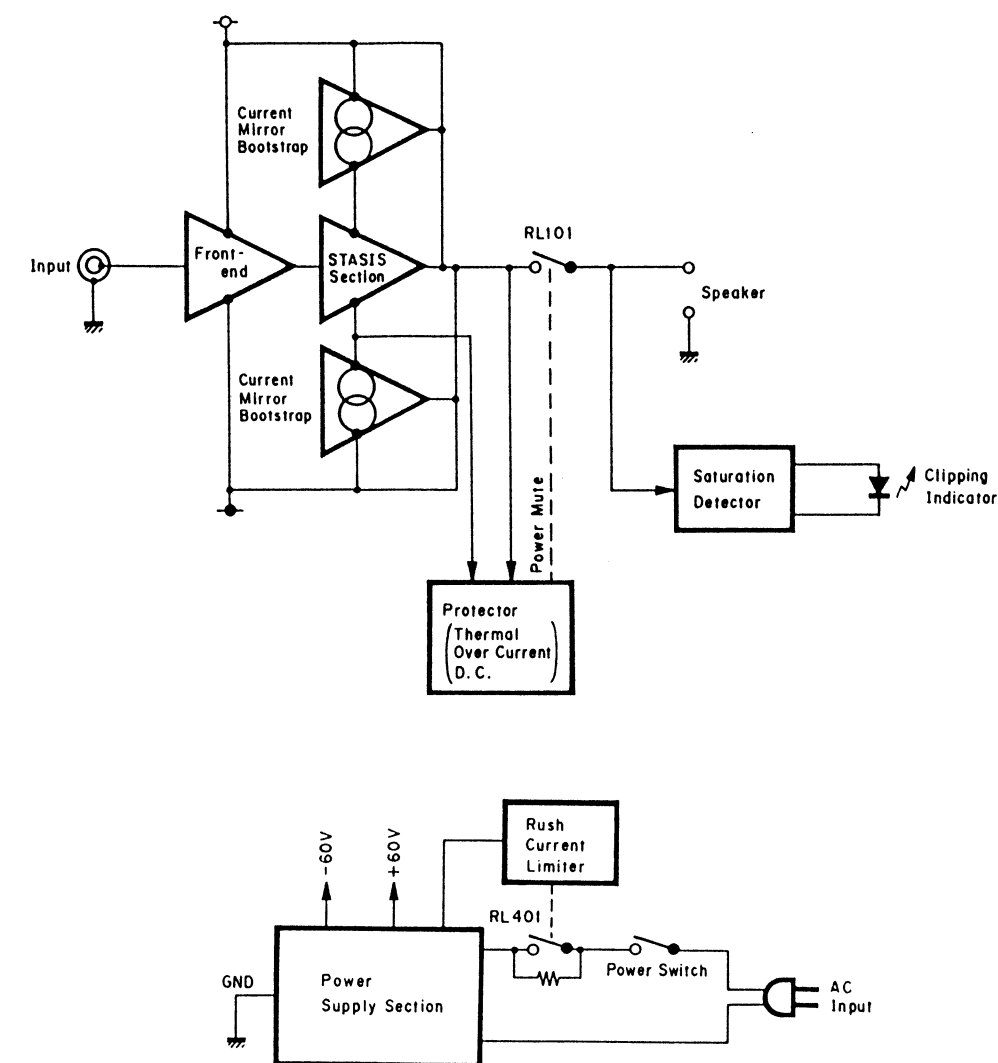 Current
Mirror
Bootstrap
RL101
Input
Front-
end
STASIS
Section
Speaker
Current
Mirror
Bootstrap
Power Mute
Saturation
Detector
Clipping
Indicator
Protector
Thermal
Over Current
D.C.
Rush
Current
Limiter
-60V
+60V
RL401
Power Switch
GND
Power
Supply Section
AC
Input